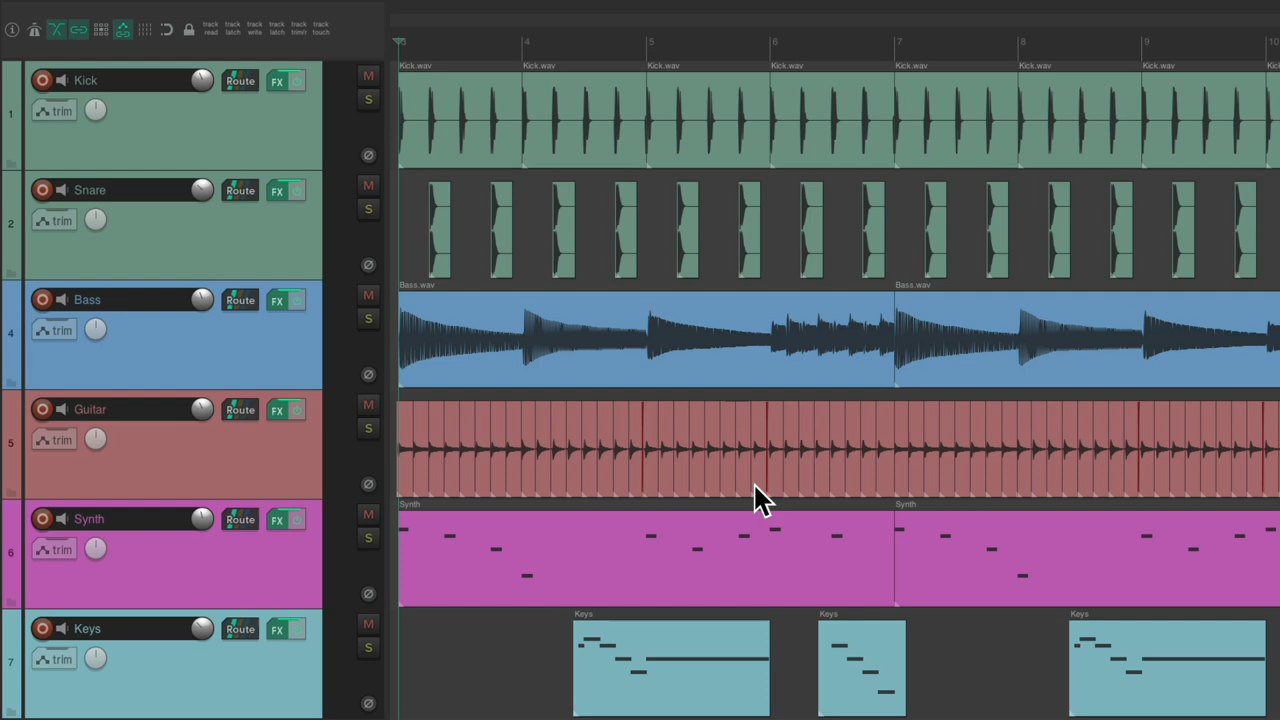 track read track latch track write track latch track trim/r track touch
3 4 5 6 7 8 9 10
Kick.wav Kick.wav Kick.wav Kick.wav Kick.wav Kick.wav Kick.wav Kick
1 Kick Route FX M
trim S
2 Snare Route FX M
trim S
Bass.wav Bass.wav
4 Bass Route FX M
trim S
5 Guitar Route FX M
trim S
Synth Synth
6 Synth Route FX M
trim S
Keys Keys Keys
7 Keys Route FX M
trim S